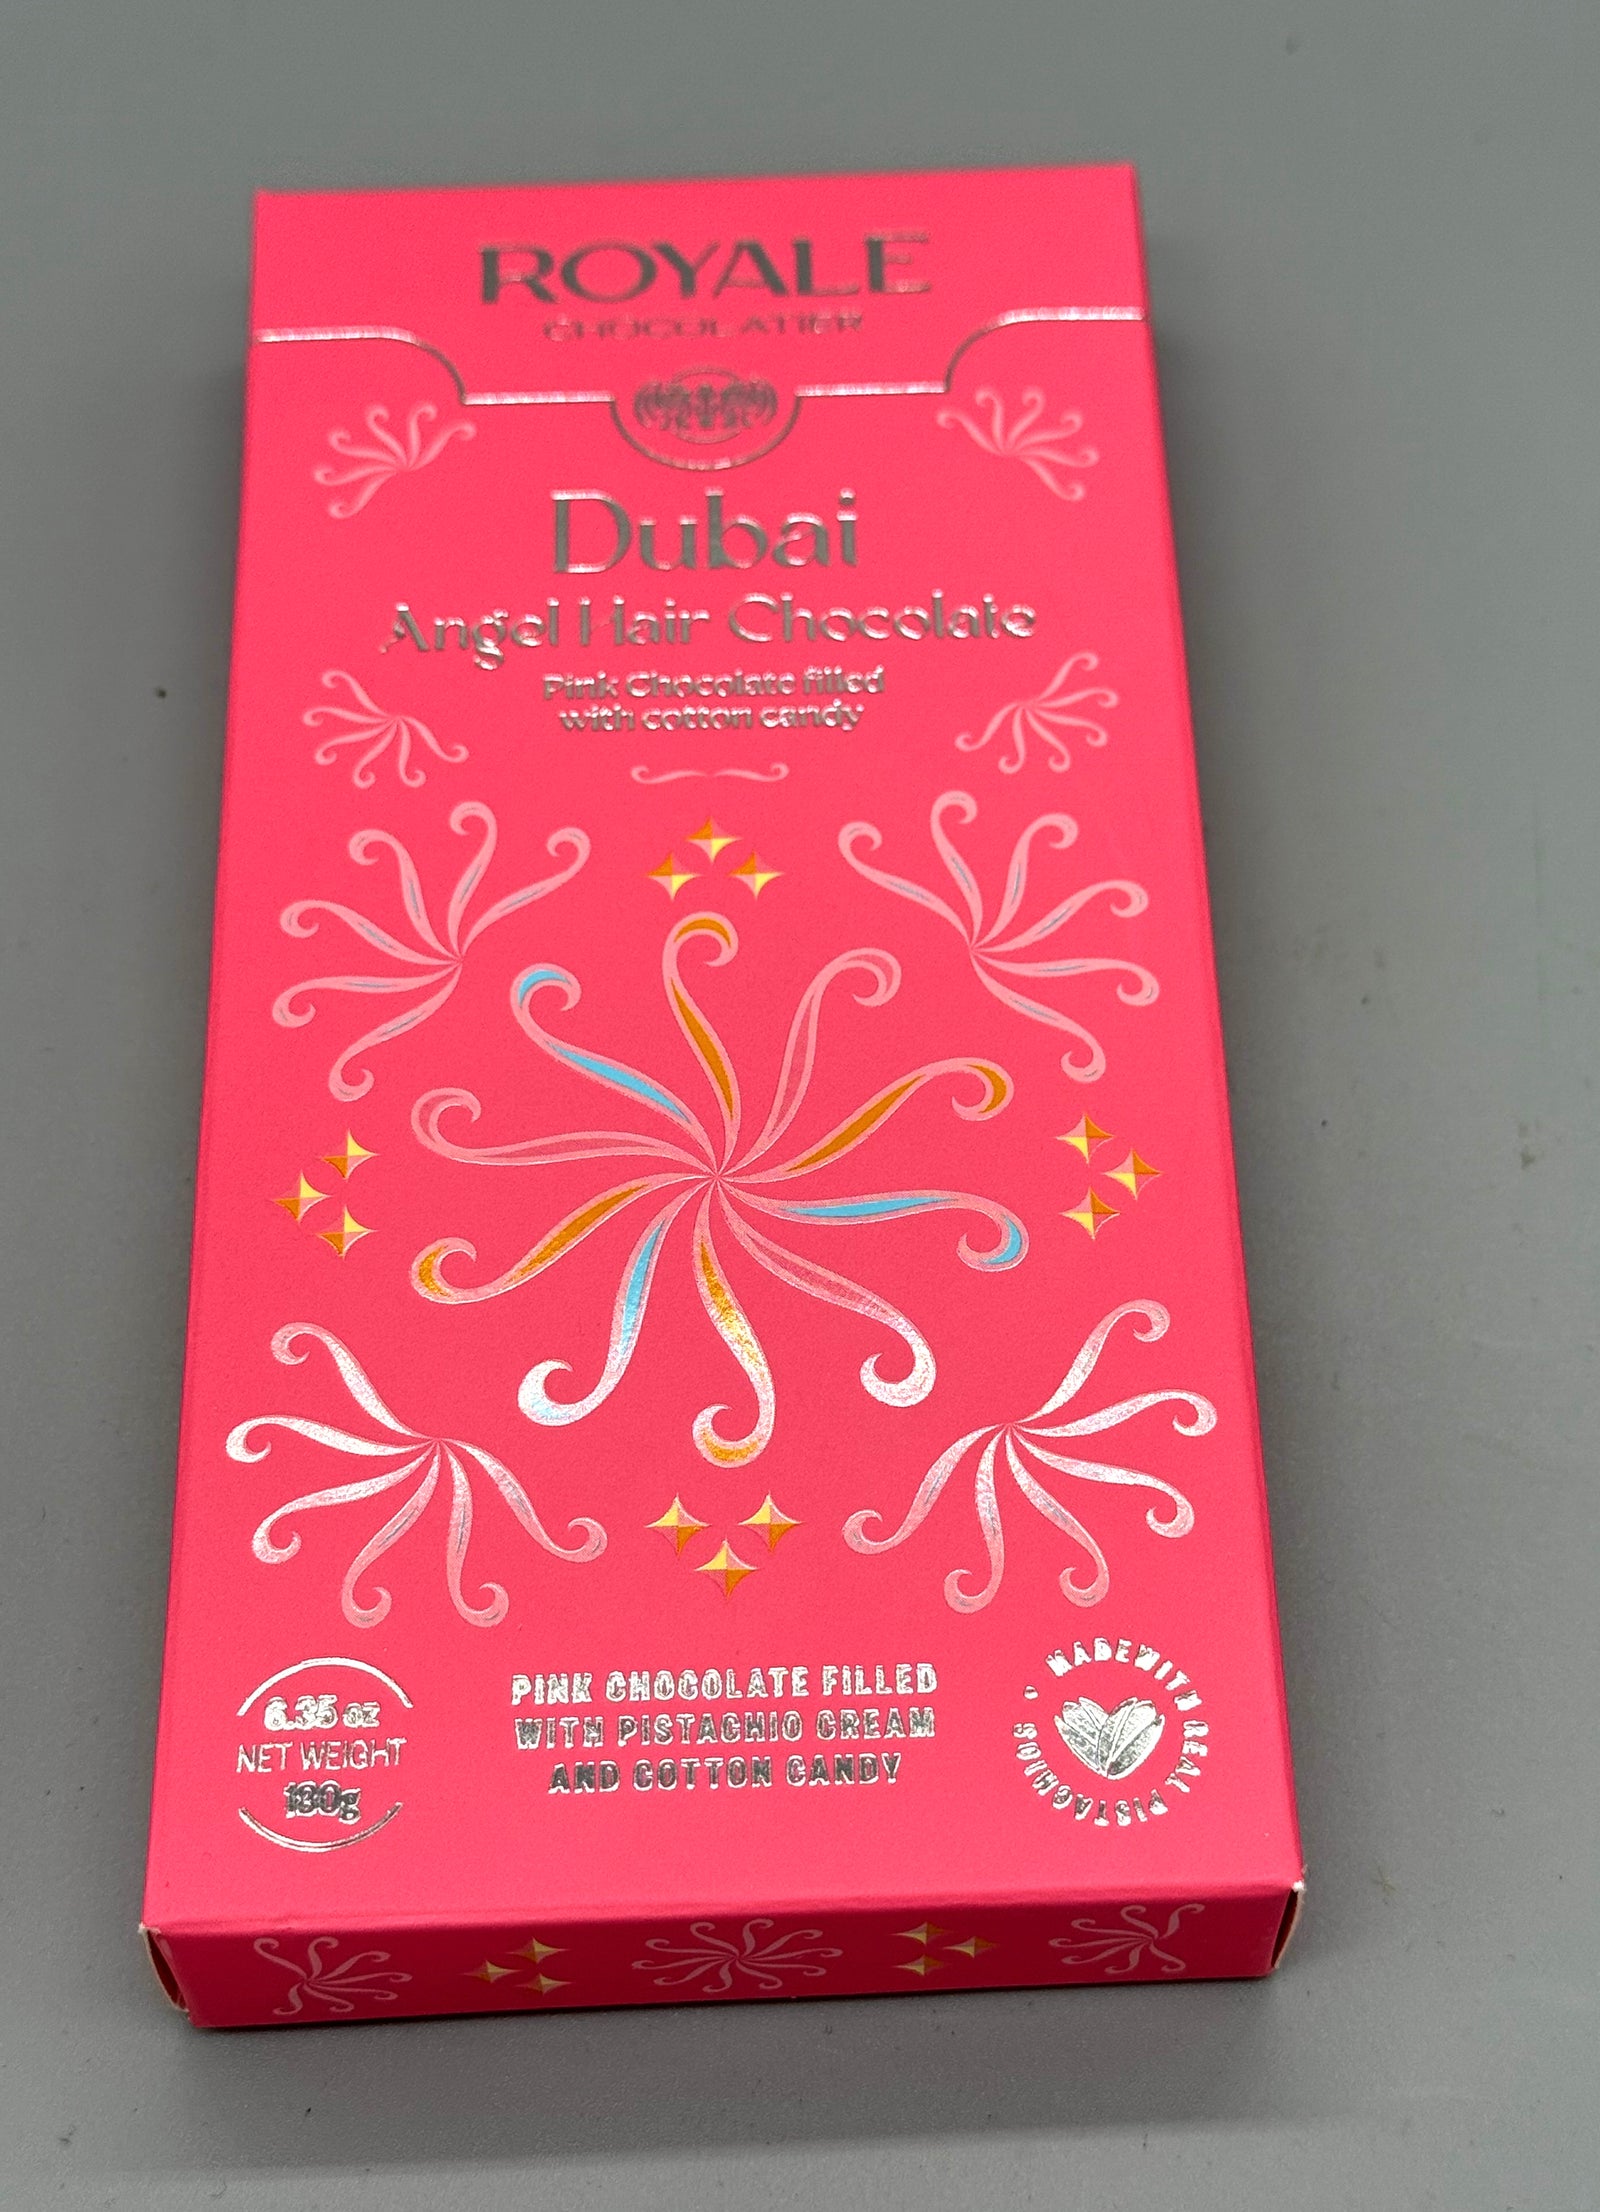 ROYALE
CHOCOLATIER
Dubai
Angel Hair Chocolate
Pink Chocolate filled
with cotton candy
6.35 oz
NET WEIGHT
180g
PINK CHOCOLATE FILLED
WITH PISTACHIO CREAM
AND COTTON CANDY
MADE WITH REAL PISTACHIOS